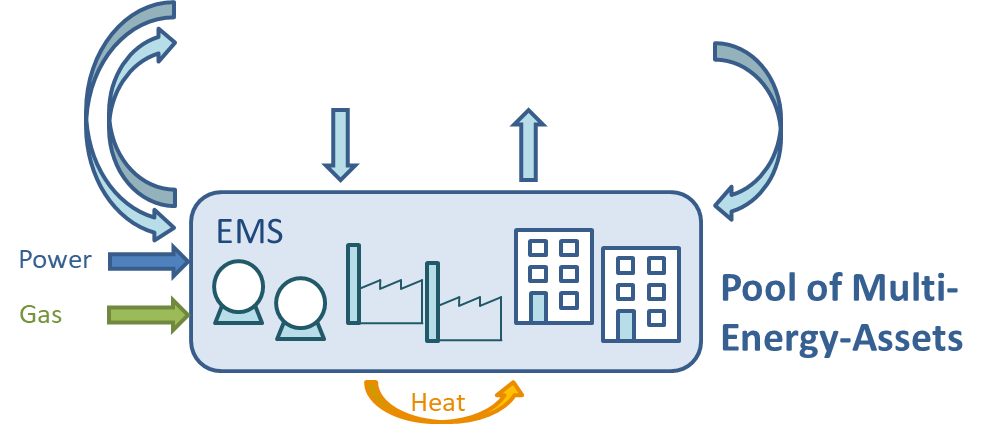 EMS
Power
Gas
Pool of Multi-
Energy-Assets
Heat